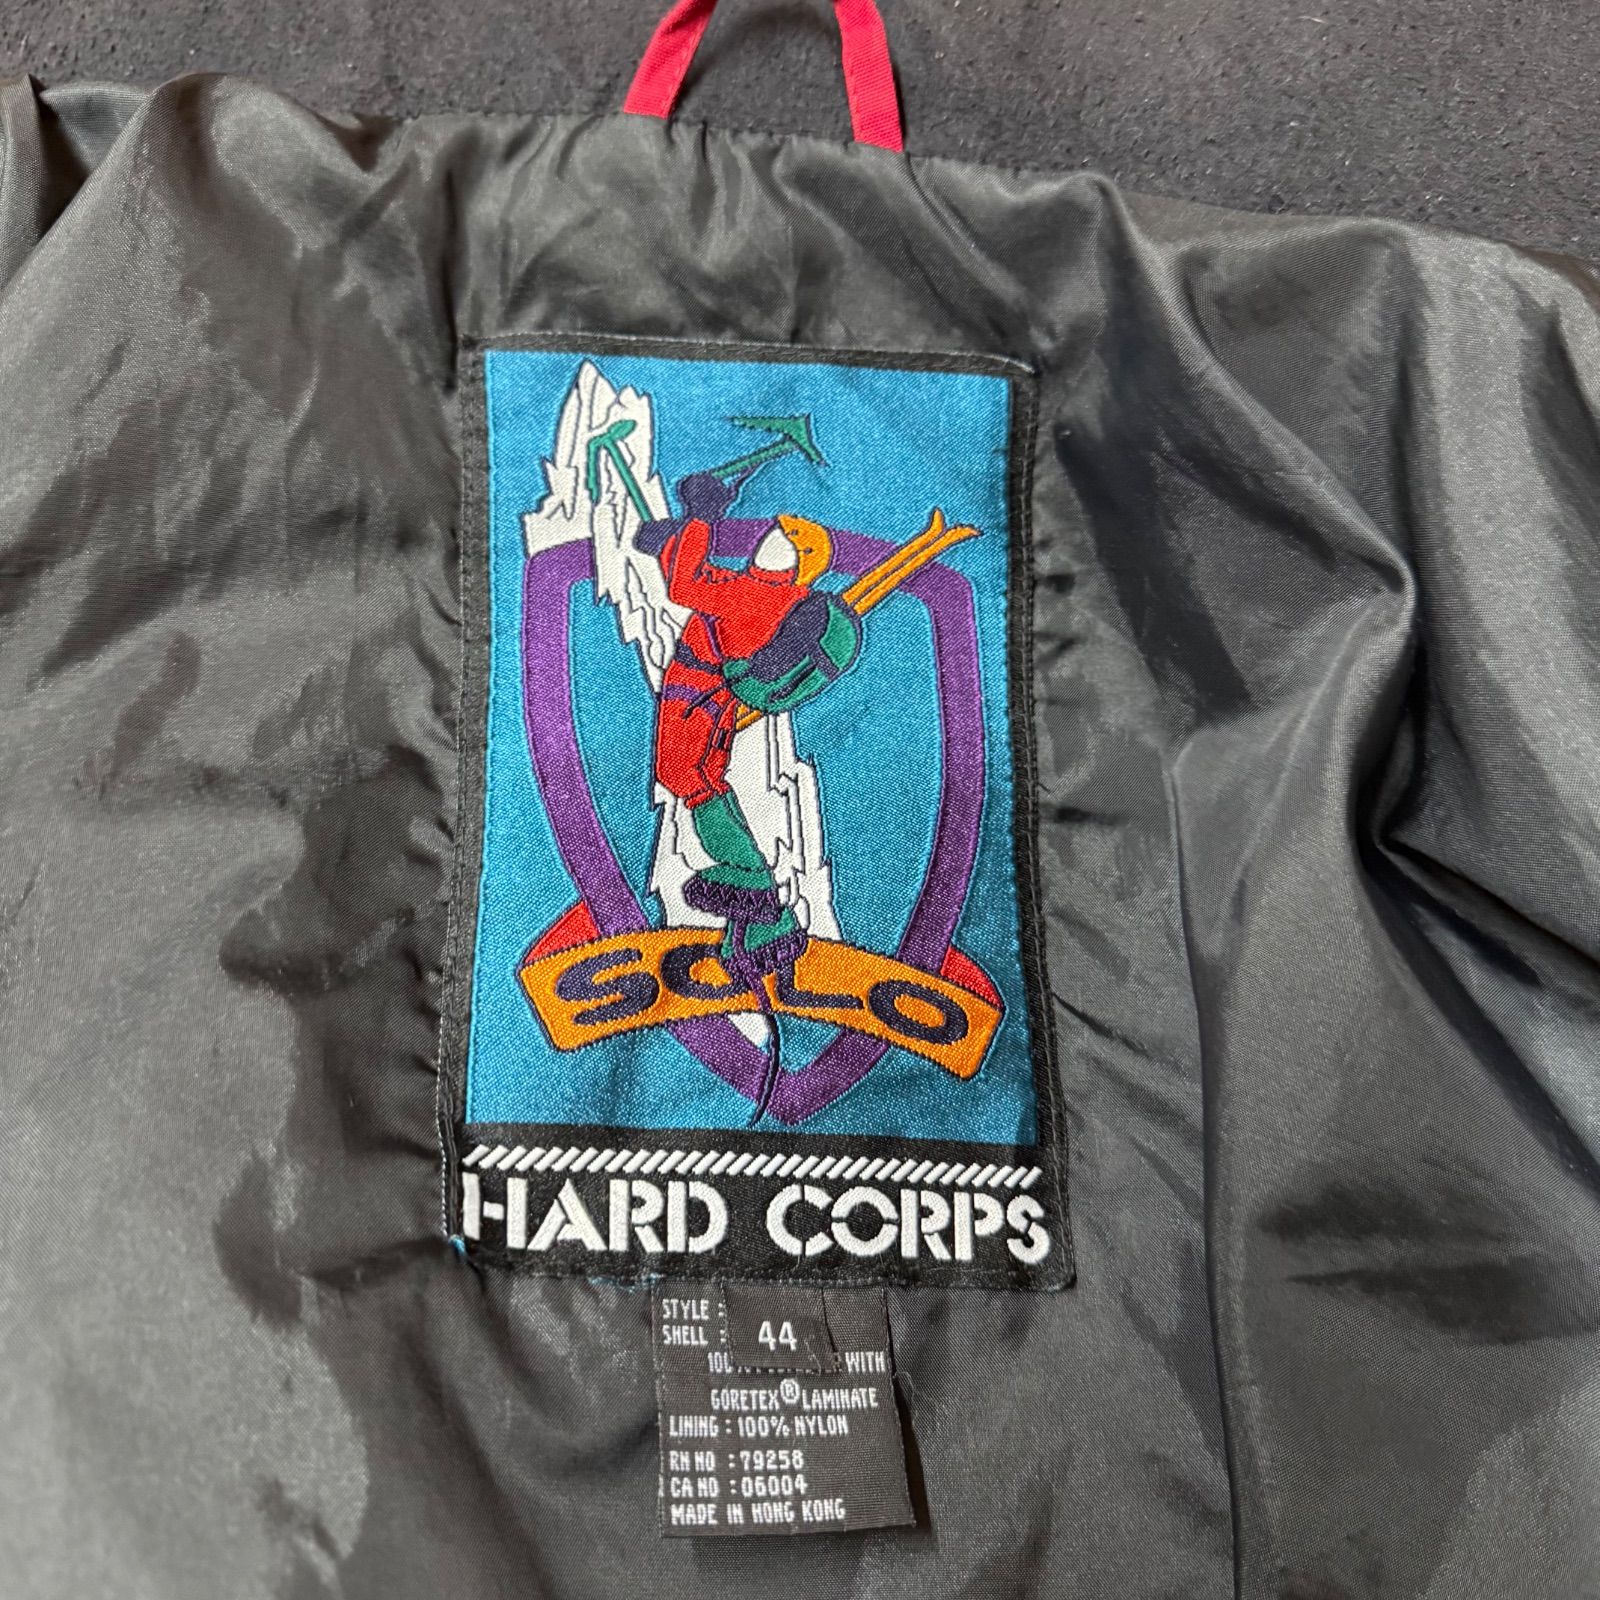 SOLO
HARD CORPS
STYLE :
SHELL :
44
WITH
GORETEX® LAMINATE
LINING : 100% NYLON
RN NO : 79258
CA NO : 06004
MADE IN HONG KONG